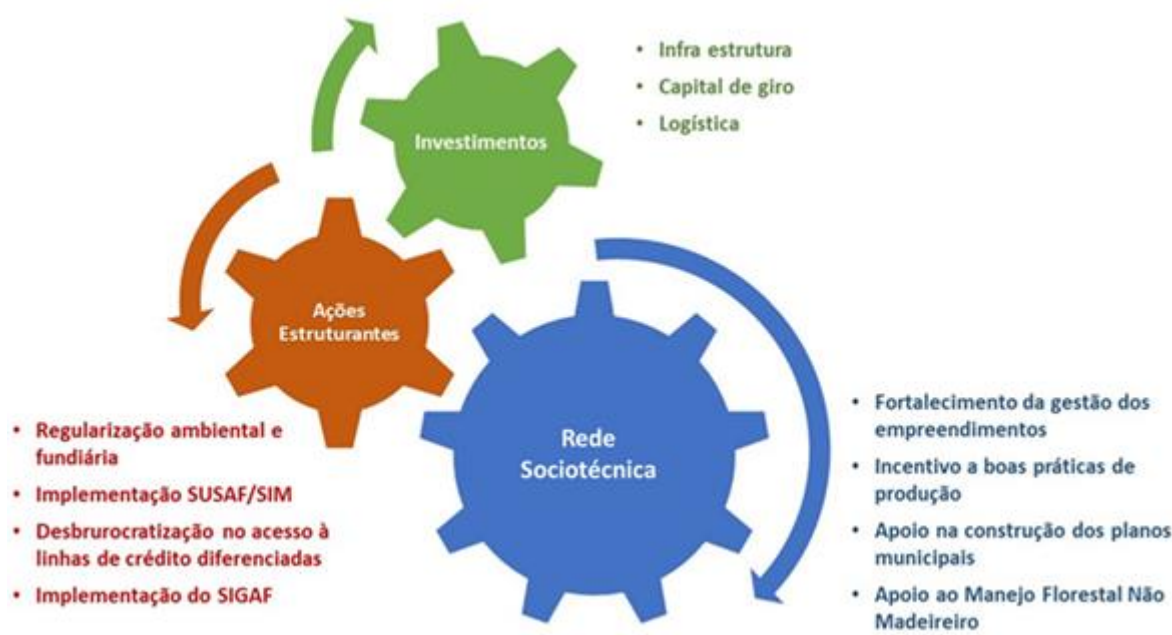 • Infra estrutura
• Capital de giro
• Logística
Investimentos
Ações
Estruturantes
• Regularização ambiental e
fundiária
• Implementação SUSAF/SIM
• Desbrurocratização no acesso à
linhas de crédito diferenciadas
• Implementação do SIGAF
Rede
Sociotécnica
• Fortalecimento da gestão dos
empreendimentos
• Incentivo a boas práticas de
produção
• Apoio na construção dos planos
municipais
• Apoio ao Manejo Florestal Não
Madeireiro